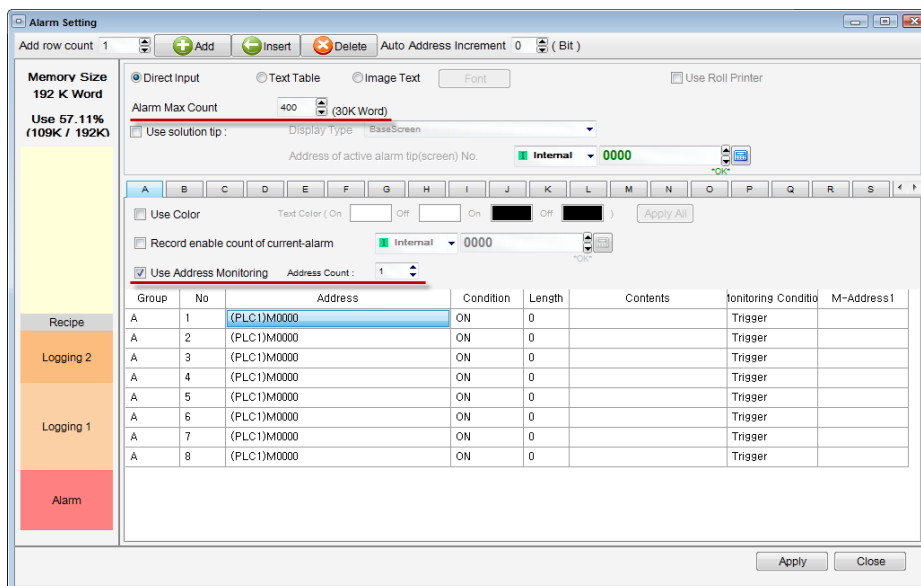 Alarm Setting
Add row count 1 Add Insert Delete Auto Address Increment 0 ( Bit )
Memory Size
192 K Word
Use 57.11%
(109K / 192K)
Recipe
Logging 2
Logging 1
Alarm
Direct Input Text Table Image Text Font Use Roll Printer
Alarm Max Count 400 (30K Word)
Use solution tip : Display Type BaseScreen
Address of active alarm tip(screen) No. I Internal 0000
*OK*
A B C D E F G H I J K L M N O P Q R S
Use Color Text Color ( On Off On Off ) Apply All
Record enable count of current-alarm I Internal 0000
*OK*
Use Address Monitoring Address Count : 1
Group No Address Condition Length Contents Monitoring Conditio M-Address1
A 1 (PLC1)M0000 ON 0 Trigger
A 2 (PLC1)M0000 ON 0 Trigger
A 3 (PLC1)M0000 ON 0 Trigger
A 4 (PLC1)M0000 ON 0 Trigger
A 5 (PLC1)M0000 ON 0 Trigger
A 6 (PLC1)M0000 ON 0 Trigger
A 7 (PLC1)M0000 ON 0 Trigger
A 8 (PLC1)M0000 ON 0 Trigger
Apply Close